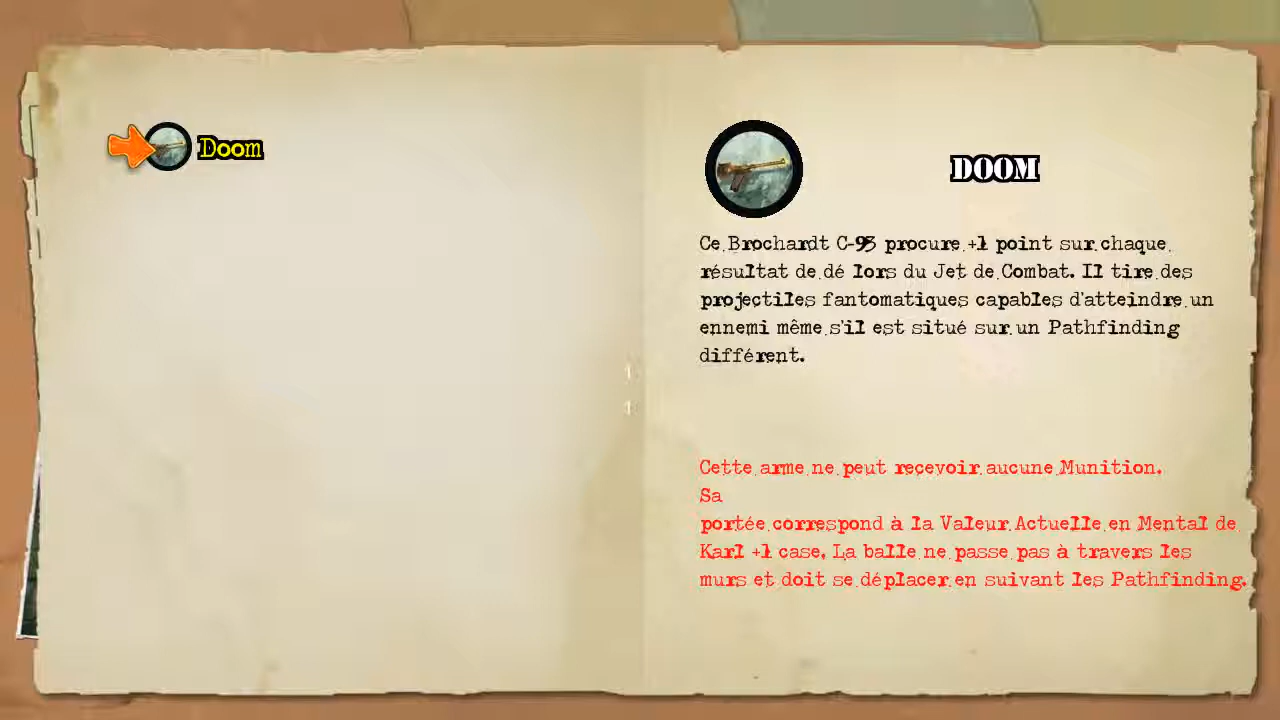 Doom
DOOM
Ce Brochardt C-93 procure +1 point sur chaque
résultat de dé lors du Jet de Combat. Il tire des
projectiles fantomatiques capables d'atteindre un
ennemi même s'il est situé sur un Pathfinding
différent.
Cette arme ne peut recevoir aucune Munition.
Sa
portée correspond à la Valeur Actuelle en Mental de
Karl +1 case. La balle ne passe pas à travers les
murs et doit se déplacer en suivant les Pathfinding.